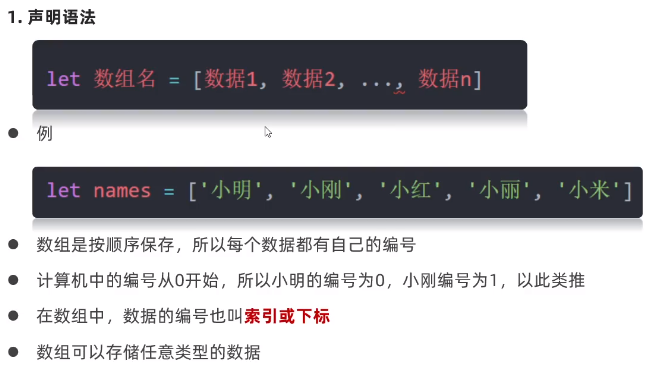 1. 声明语法
let 数组名 = [数据1, 数据2, ..., 数据n]
● 例
let names = ['小明', '小刚', '小红', '小丽', '小米']
● 数组是按顺序保存，所以每个数据都有自己的编号
● 计算机中的编号从0开始，所以小明的编号为0，小刚编号为1，以此类推
● 在数组中，数据的编号也叫索引或下标
● 数组可以存储任意类型的数据